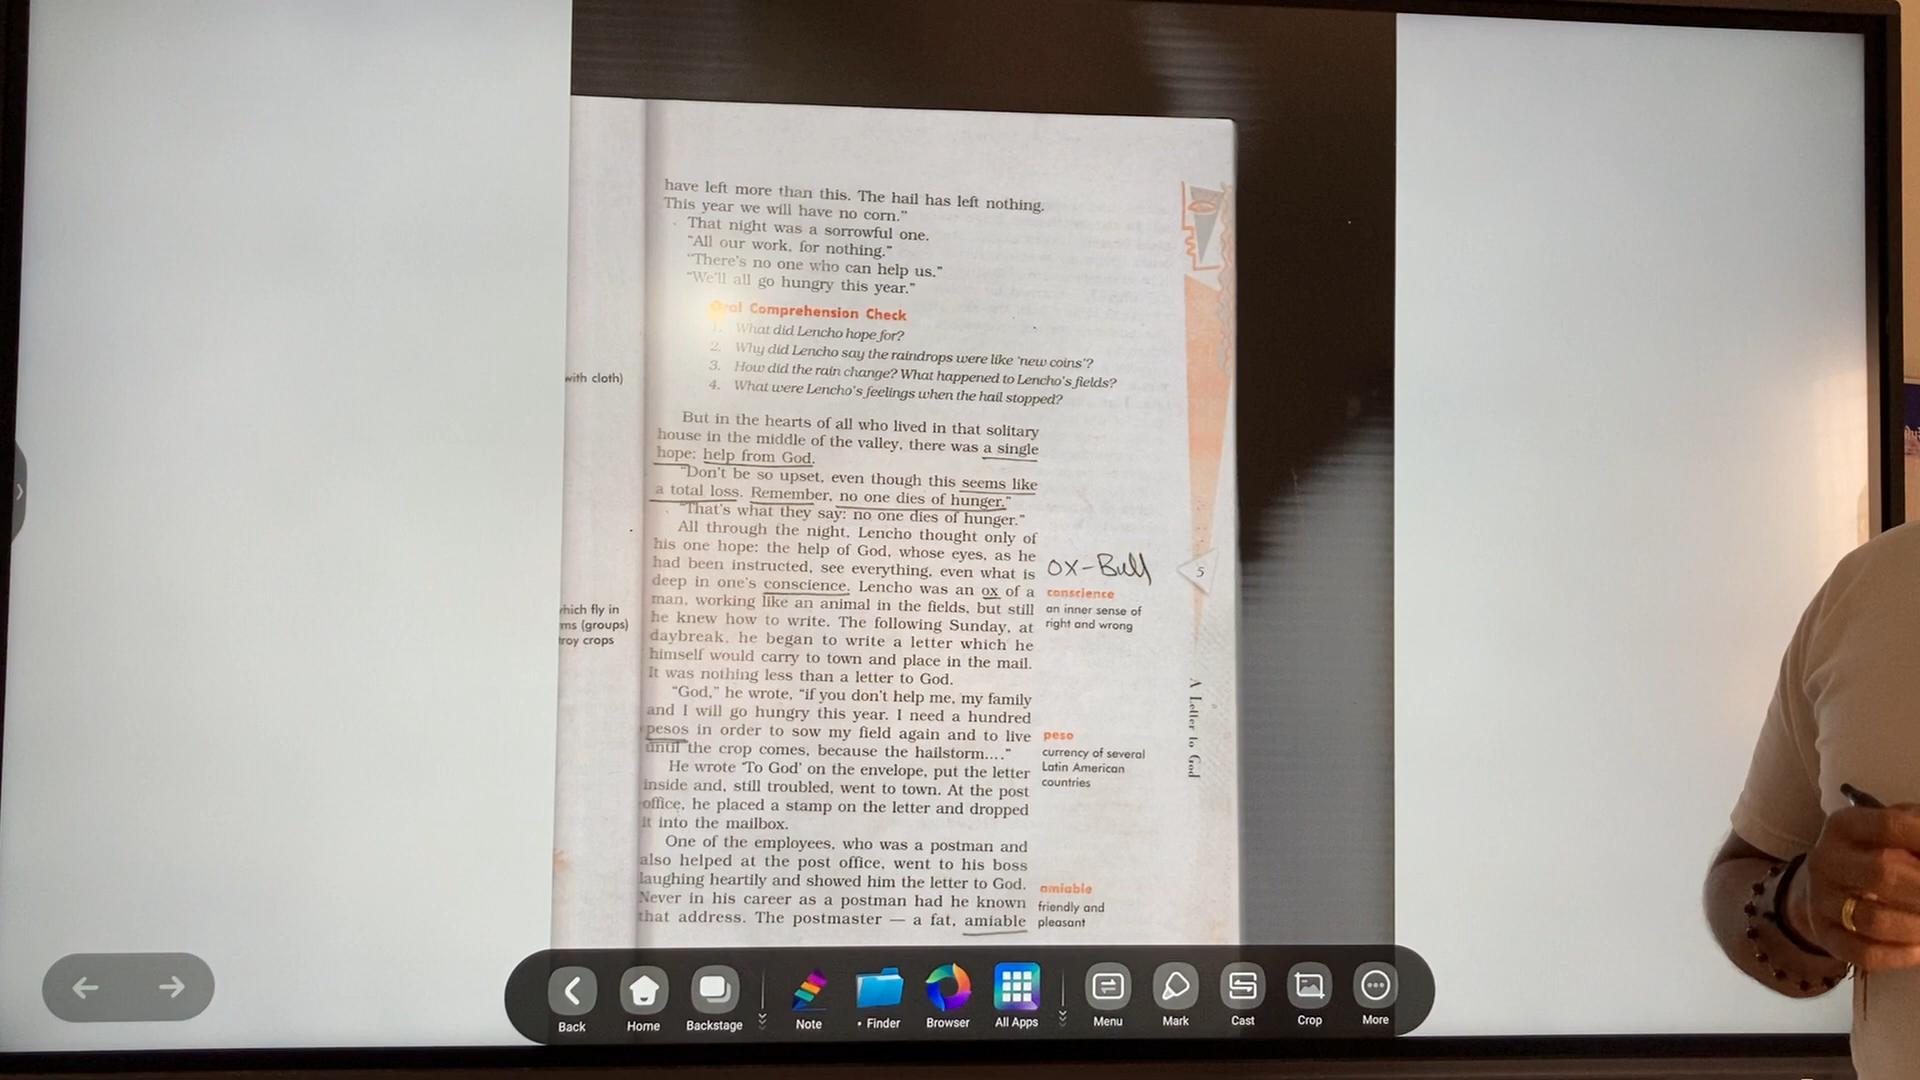 have left more than this. The hail has left nothing.
This year we will have no corn.”
That night was a sorrowful one.
“All our work, for nothing.”
“There’s no one who can help us.”
“We’ll all go hungry this year.”
Oral Comprehension Check
1. What did Lencho hope for?
2. Why did Lencho say the raindrops were like ‘new coins’?
3. How did the rain change? What happened to Lencho’s fields?
4. What were Lencho’s feelings when the hail stopped?
with cloth)
But in the hearts of all who lived in that solitary
house in the middle of the valley, there was a single
hope: help from God.
“Don’t be so upset, even though this seems like
a total loss. Remember, no one dies of hunger.”
“That’s what they say: no one dies of hunger.”
All through the night, Lencho thought only of
his one hope: the help of God, whose eyes, as he
had been instructed, see everything, even what is
deep in one’s conscience. Lencho was an ox of a
man, working like an animal in the fields, but still
he knew how to write. The following Sunday, at
daybreak, he began to write a letter which he
himself would carry to town and place in the mail.
It was nothing less than a letter to God.
“God,” he wrote, “if you don’t help me, my family
and I will go hungry this year. I need a hundred
pesos in order to sow my field again and to live
until the crop comes, because the hailstorm....”
He wrote ‘To God’ on the envelope, put the letter
inside and, still troubled, went to town. At the post
office, he placed a stamp on the letter and dropped
it into the mailbox.
One of the employees, who was a postman and
also helped at the post office, went to his boss
laughing heartily and showed him the letter to God.
Never in his career as a postman had he known
that address. The postmaster — a fat, amiable
which fly in
ms (groups)
troy crops
ox-Bull
conscience
an inner sense of
right and wrong
peso
currency of several
Latin American
countries
amiable
friendly and
pleasant
5
A Letter to God
Back
Home
Backstage
Note
• Finder
Browser
All Apps
Menu
Mark
Cast
Crop
More